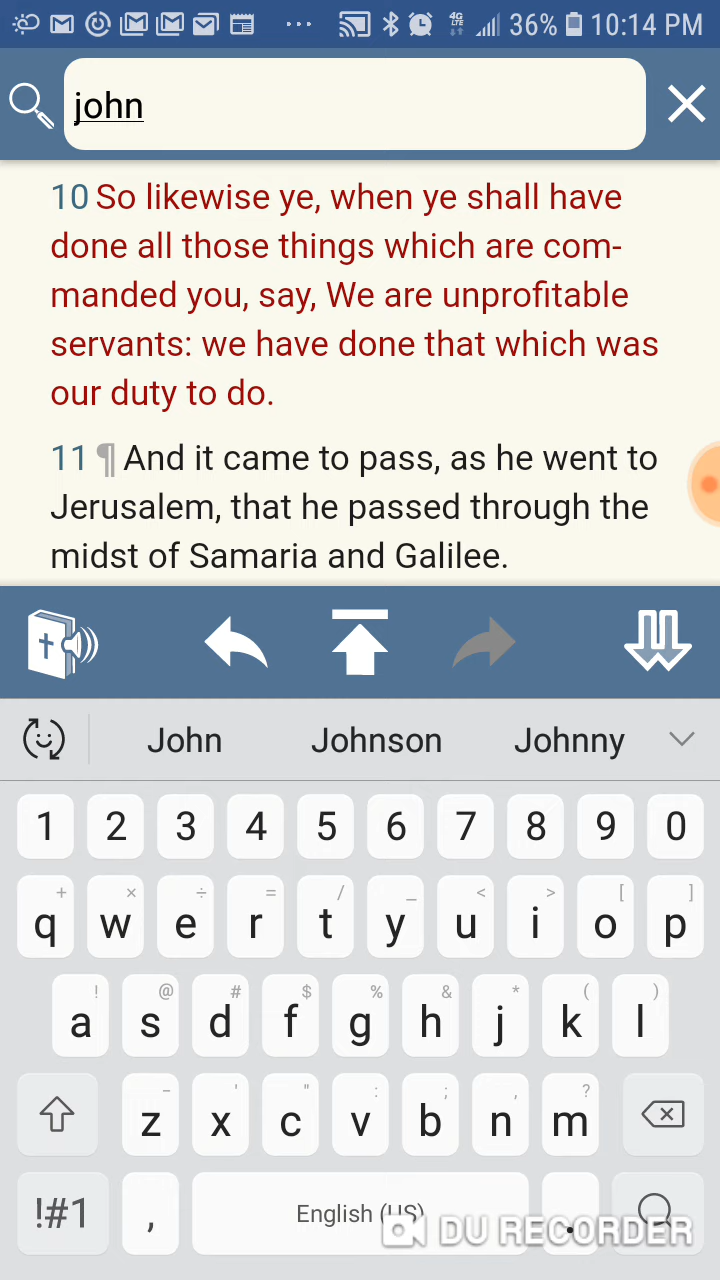 4G LTE 36% 10:14 PM
john
10 So likewise ye, when ye shall have
done all those things which are com-
manded you, say, We are unprofitable
servants: we have done that which was
our duty to do.
11 ¶ And it came to pass, as he went to
Jerusalem, that he passed through the
midst of Samaria and Galilee.
John Johnson Johnny
1 2 3 4 5 6 7 8 9 0
+ × ÷ = / _ < > [ ]
q w e r t y u i o p
! @ # $ % & * ( )
a s d f g h j k l
- ' " : ; , ?
z x c v b n m
!#1 , English (US) .
DU RECORDER